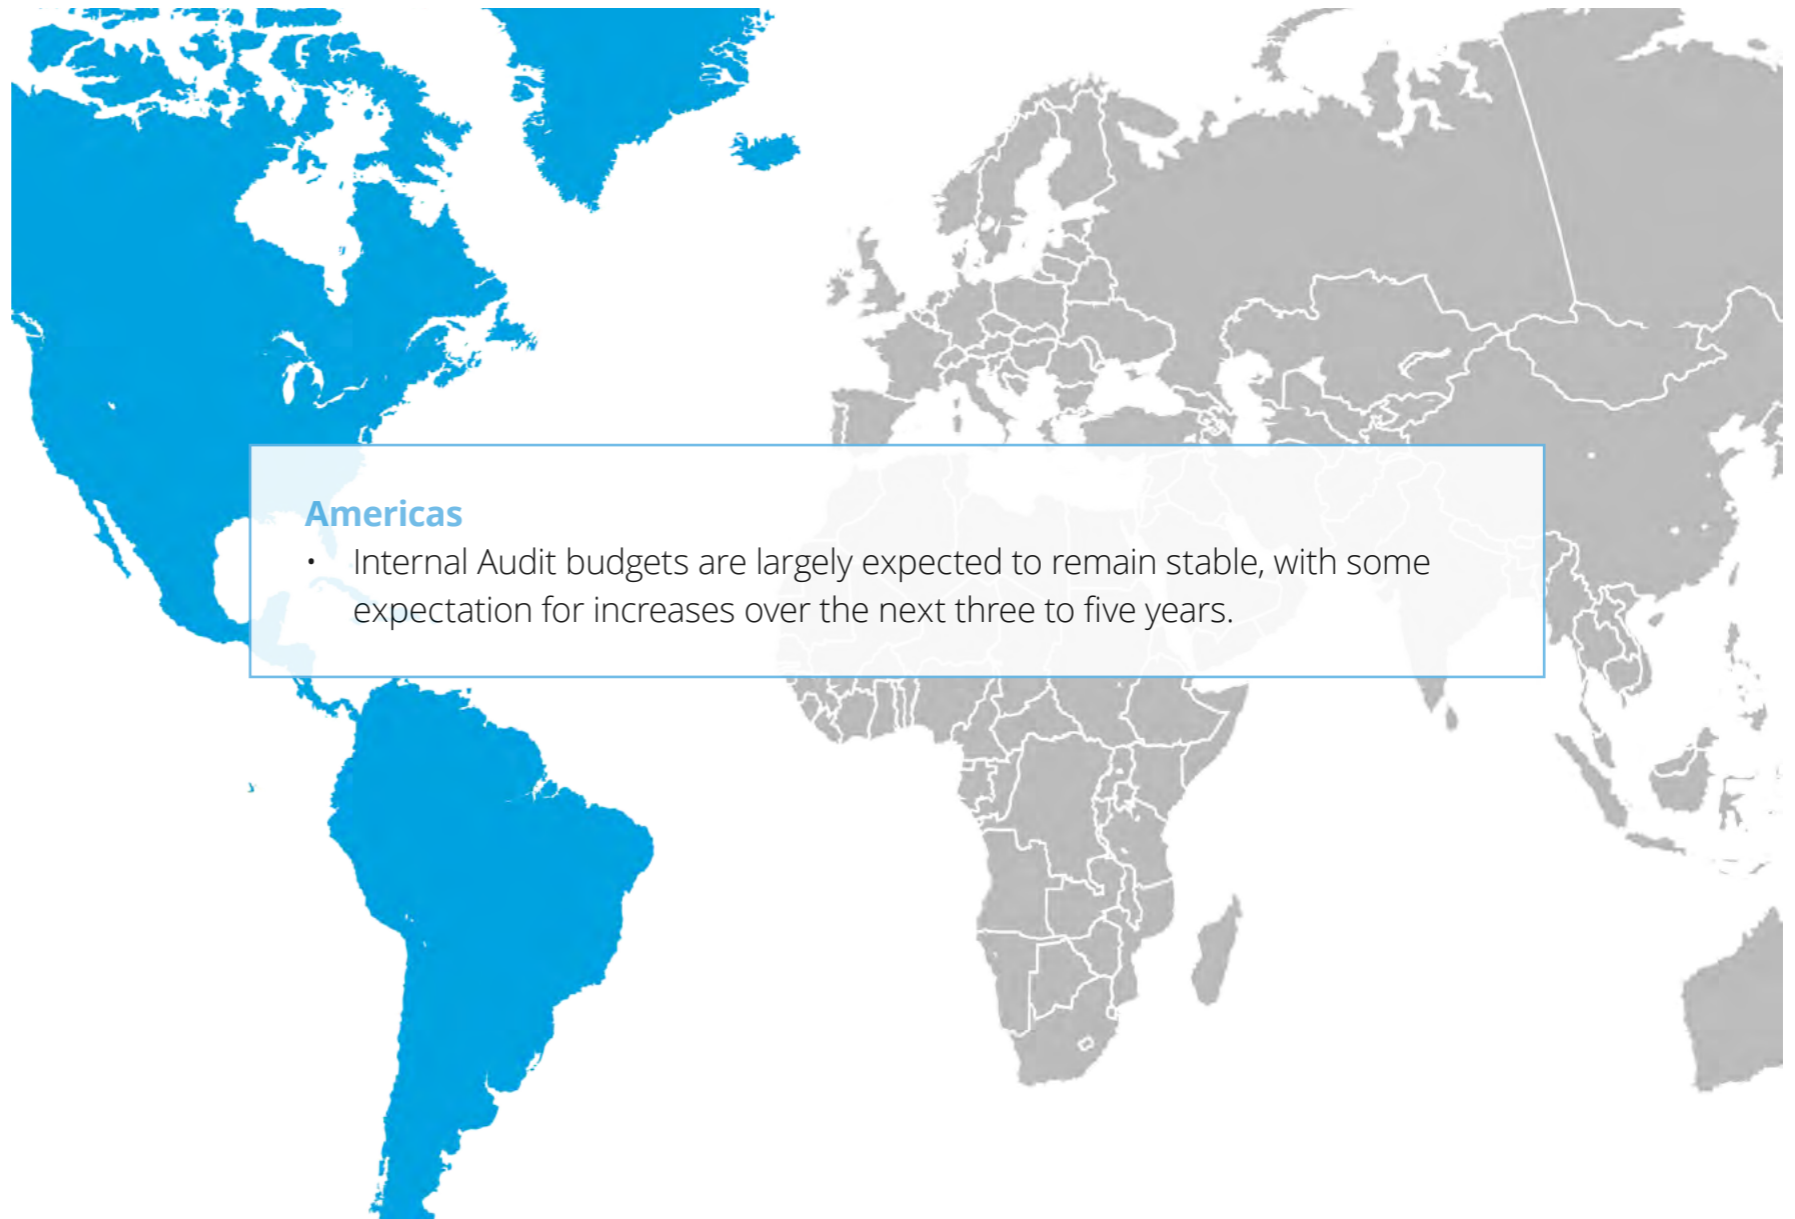 Americas
• Internal Audit budgets are largely expected to remain stable, with some
expectation for increases over the next three to five years.